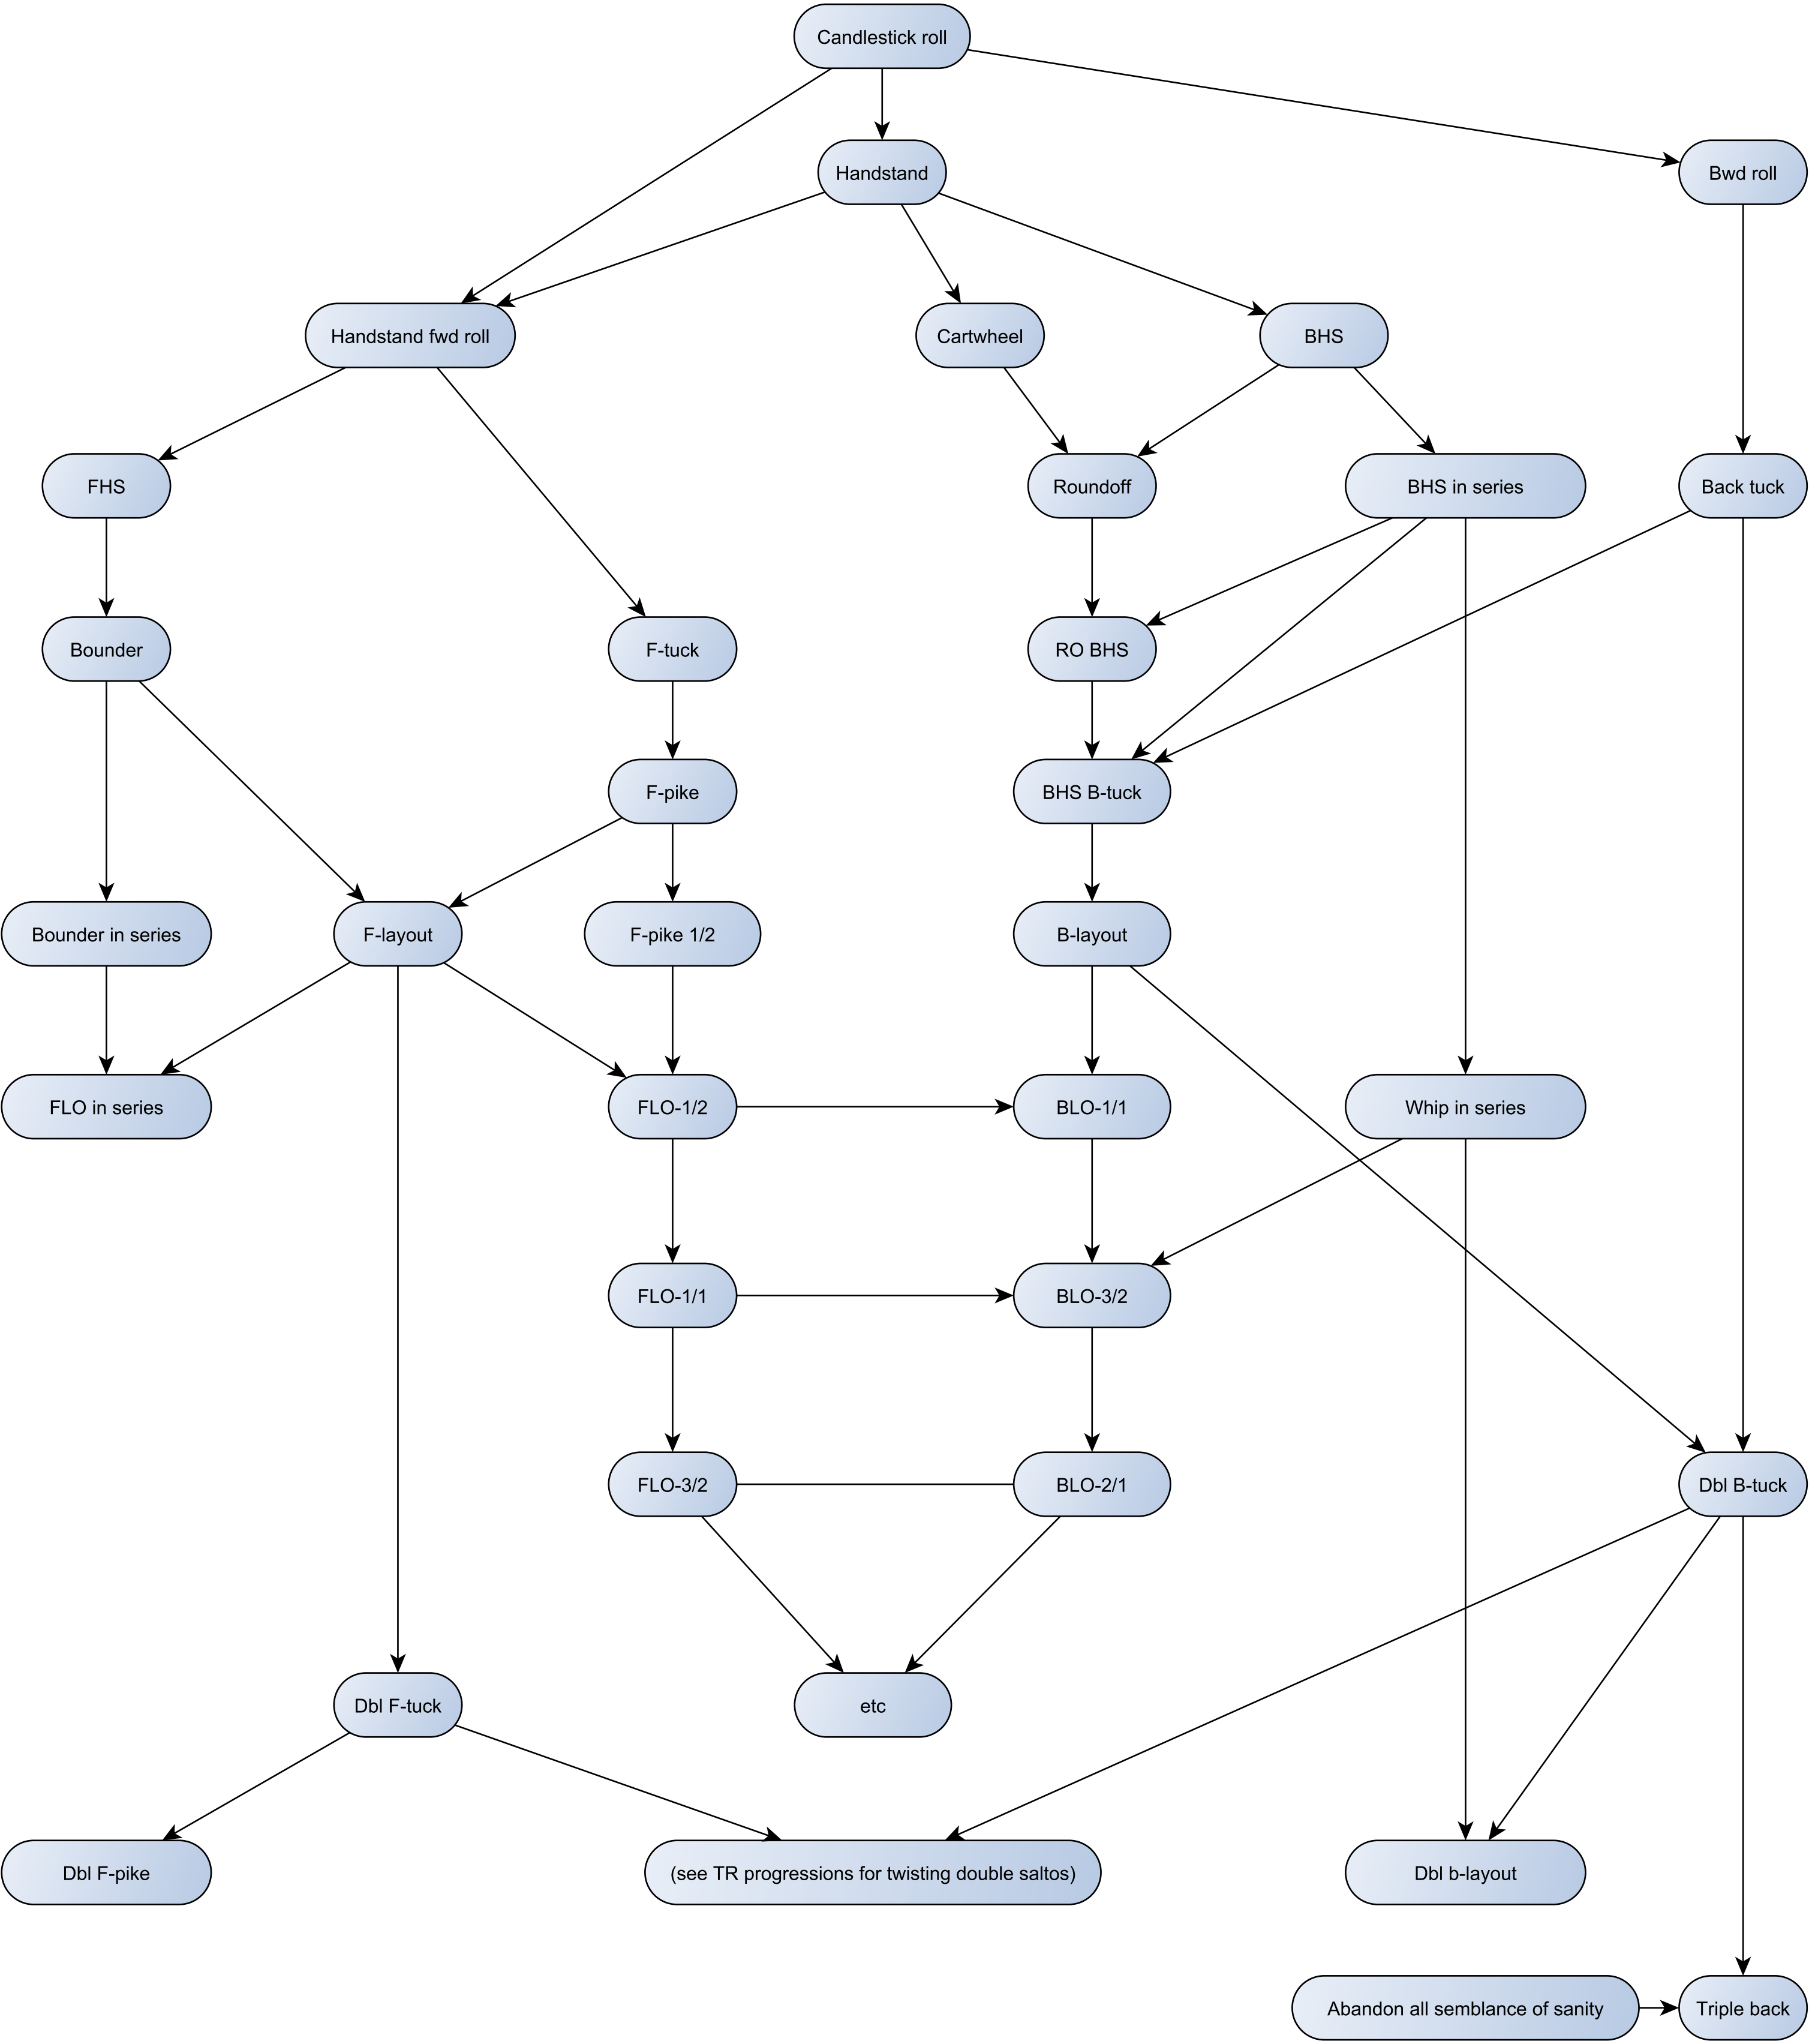 Candlestick roll
Handstand
Bwd roll
Handstand fwd roll
Cartwheel
BHS
FHS
Roundoff
BHS in series
Back tuck
Bounder
F-tuck
RO BHS
F-pike
BHS B-tuck
Bounder in series
F-layout
F-pike 1/2
B-layout
FLO in series
FLO-1/2
BLO-1/1
Whip in series
FLO-1/1
BLO-3/2
FLO-3/2
BLO-2/1
Dbl B-tuck
Dbl F-tuck
etc
Dbl F-pike
(see TR progressions for twisting double saltos)
Dbl b-layout
Abandon all semblance of sanity
Triple back